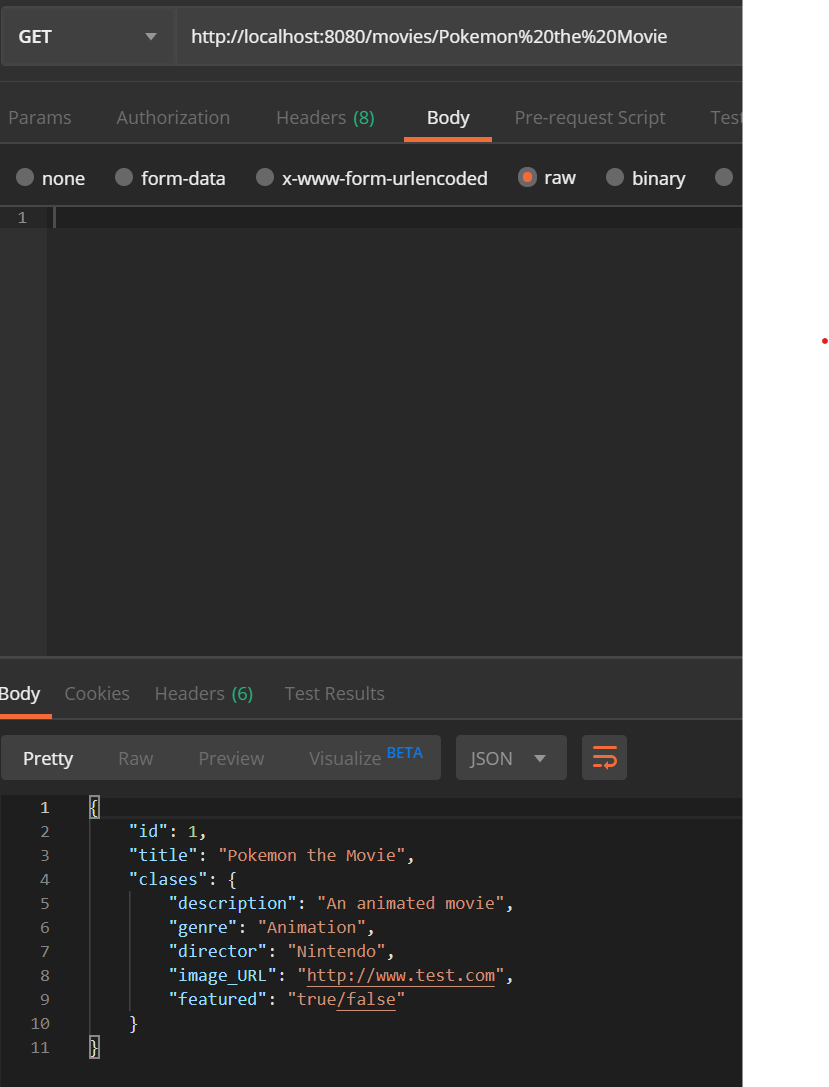 GET http://localhost:8080/movies/Pokemon%20the%20Movie
Params Authorization Headers (8) Body Pre-request Script Test
none form-data x-www-form-urlencoded raw binary
1
Body Cookies Headers (6) Test Results
Pretty Raw Preview Visualize BETA JSON
1 {
2 "id": 1,
3 "title": "Pokemon the Movie",
4 "clases": {
5 "description": "An animated movie",
6 "genre": "Animation",
7 "director": "Nintendo",
8 "image_URL": "http://www.test.com",
9 "featured": "true/false"
10 }
11 }